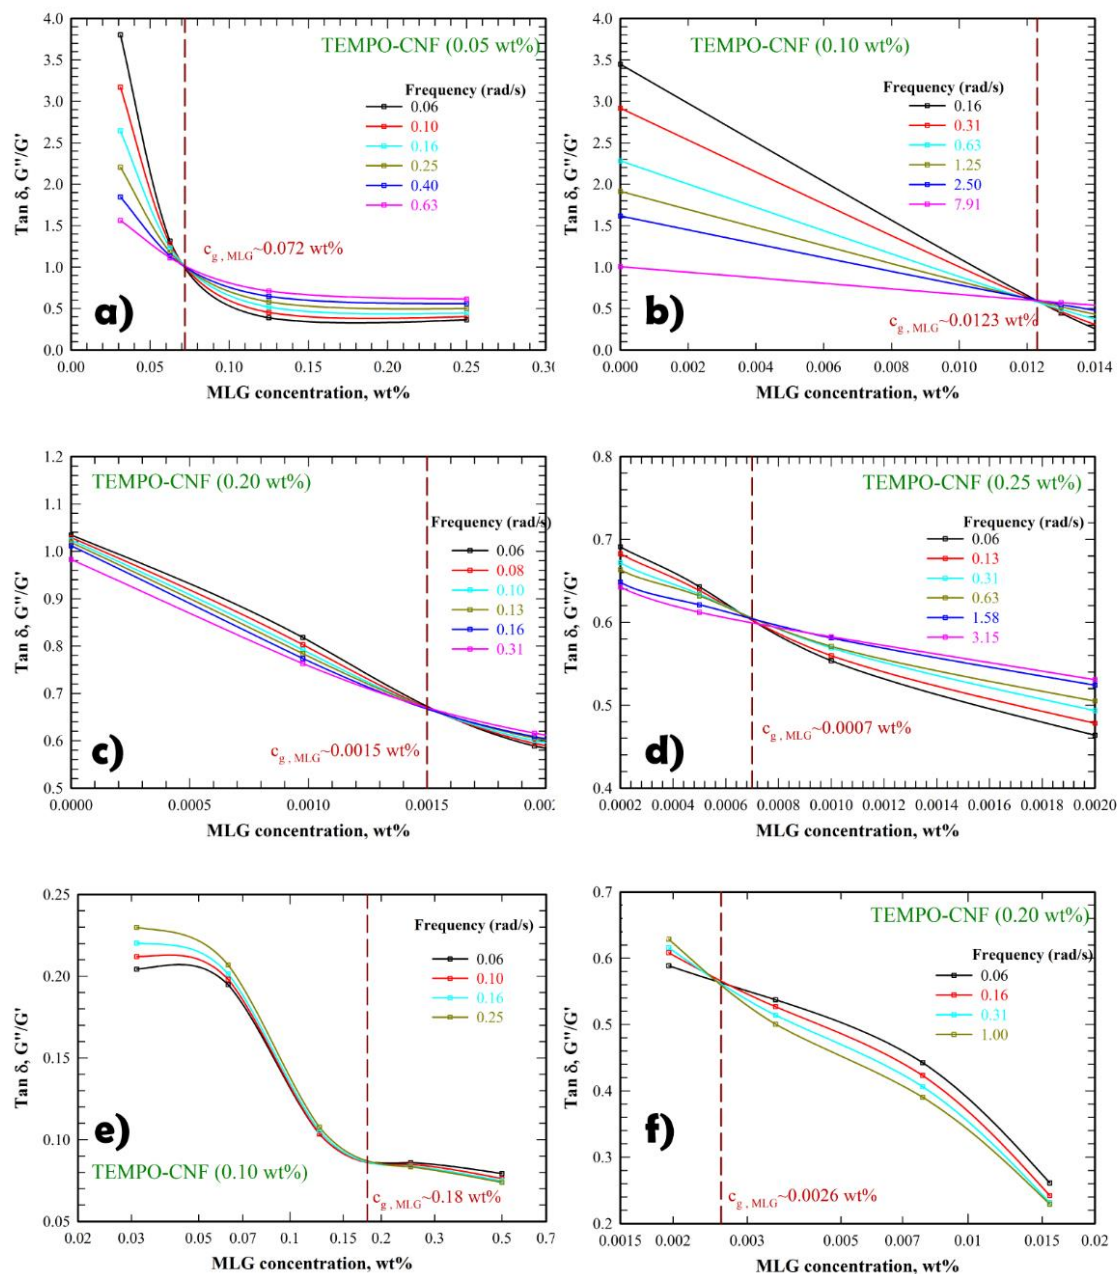 TEMPO-CNF (0.05 wt%)
Frequency (rad/s)
0.06
0.10
0.16
0.25
0.40
0.63
c g , MLG~0.072 wt%
a)
Tan δ, G''/G'
4.0
3.5
3.0
2.5
2.0
1.5
1.0
0.5
0.0
0.00 0.05 0.10 0.15 0.20 0.25 0.30
MLG concentration, wt%
TEMPO-CNF (0.10 wt%)
Frequency (rad/s)
0.16
0.31
0.63
1.25
2.50
7.91
c g , MLG~0.0123 wt%
b)
Tan δ, G''/G'
4.0
3.5
3.0
2.5
2.0
1.5
1.0
0.5
0.0
0.000 0.002 0.004 0.006 0.008 0.010 0.012 0.014
MLG concentration, wt%
TEMPO-CNF (0.20 wt%)
Frequency (rad/s)
0.06
0.08
0.10
0.13
0.16
0.31
c g , MLG~0.0015 wt%
c)
Tan δ, G''/G'
1.2
1.1
1.0
0.9
0.8
0.7
0.6
0.5
0.0000 0.0005 0.0010 0.0015 0.002
MLG concentration, wt%
TEMPO-CNF (0.25 wt%)
Frequency (rad/s)
0.06
0.13
0.31
0.63
1.58
3.15
c g , MLG~0.0007 wt%
d)
Tan δ, G''/G'
0.8
0.7
0.6
0.5
0.4
0.0002 0.0004 0.0006 0.0008 0.0010 0.0012 0.0014 0.0016 0.0018 0.0020
MLG concentration, wt%
Frequency (rad/s)
0.06
0.10
0.16
0.25
e)
TEMPO-CNF (0.10 wt%)
c g , MLG~0.18 wt%
Tan δ, G''/G'
0.25
0.20
0.15
0.10
0.05
0.02 0.03 0.05 0.07 0.1 0.15 0.2 0.3 0.5 0.7
MLG concentration, wt%
TEMPO-CNF (0.20 wt%)
Frequency (rad/s)
0.06
0.16
0.31
1.00
f)
c g , MLG~0.0026 wt%
Tan δ, G''/G'
0.7
0.6
0.5
0.4
0.3
0.2
0.0015 0.002 0.003 0.005 0.007 0.01 0.015 0.02
MLG concentration, wt%